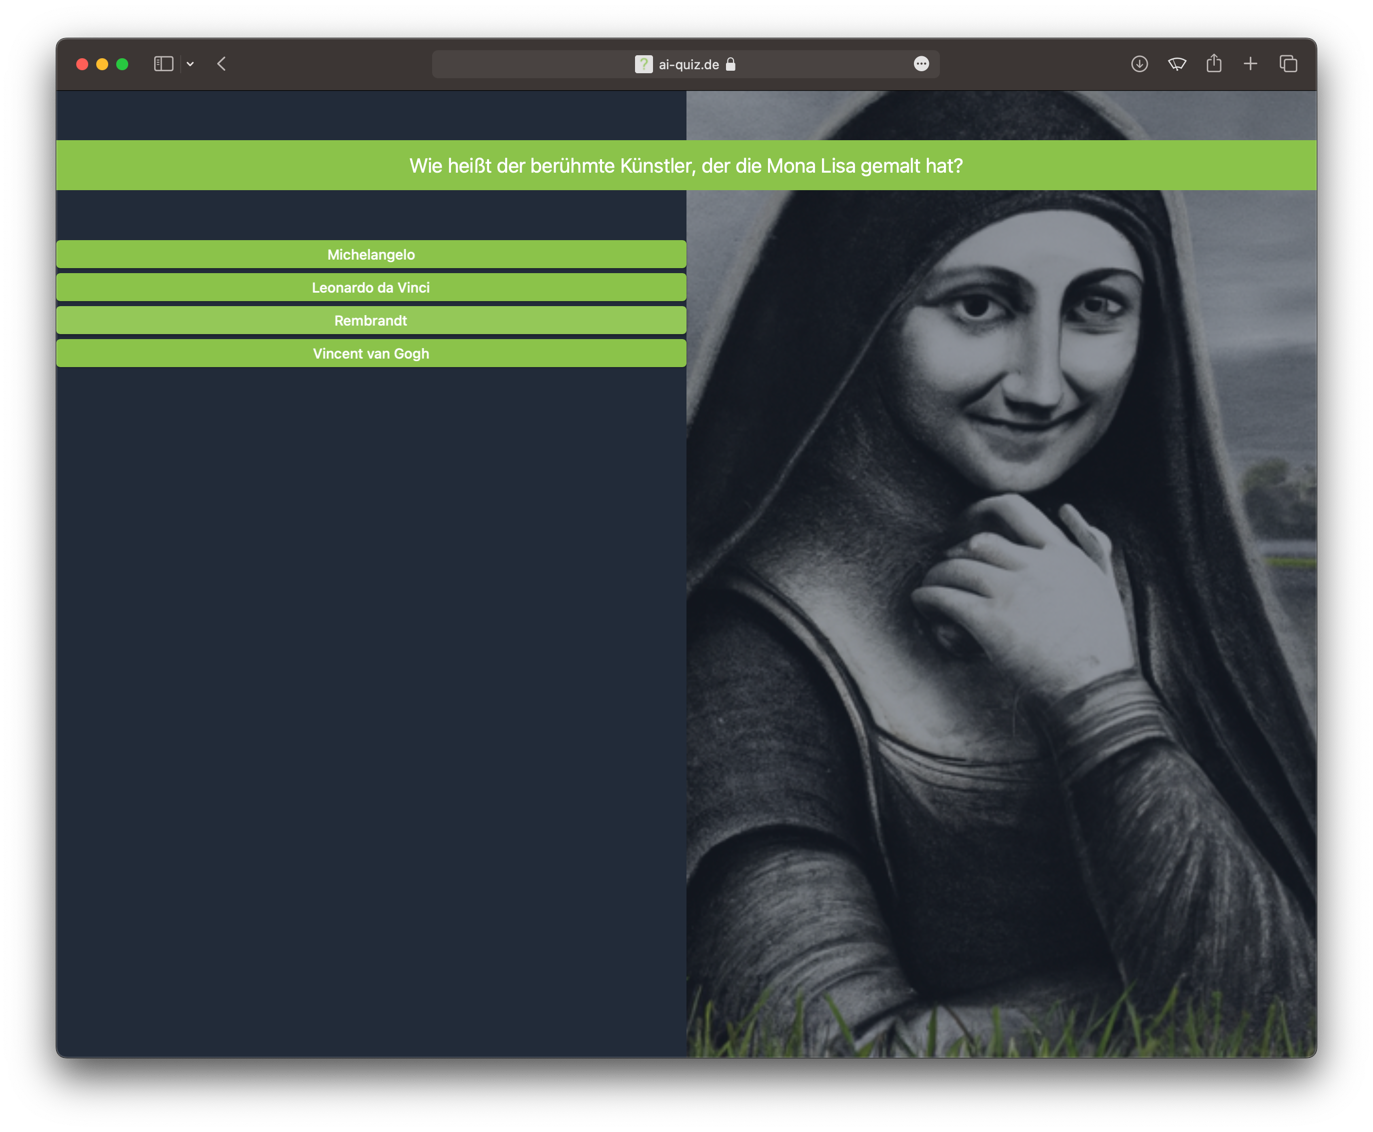 ai-quiz.de
Wie heißt der berühmte Künstler, der die Mona Lisa gemalt hat?
Michelangelo
Leonardo da Vinci
Rembrandt
Vincent van Gogh